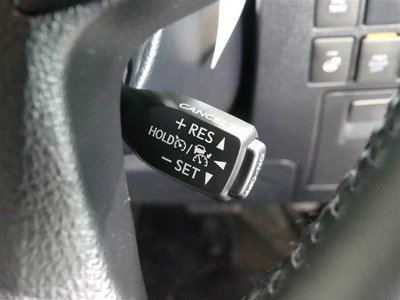 CANCEL
+ RES ▲
HOLD / ◀
− SET ▼